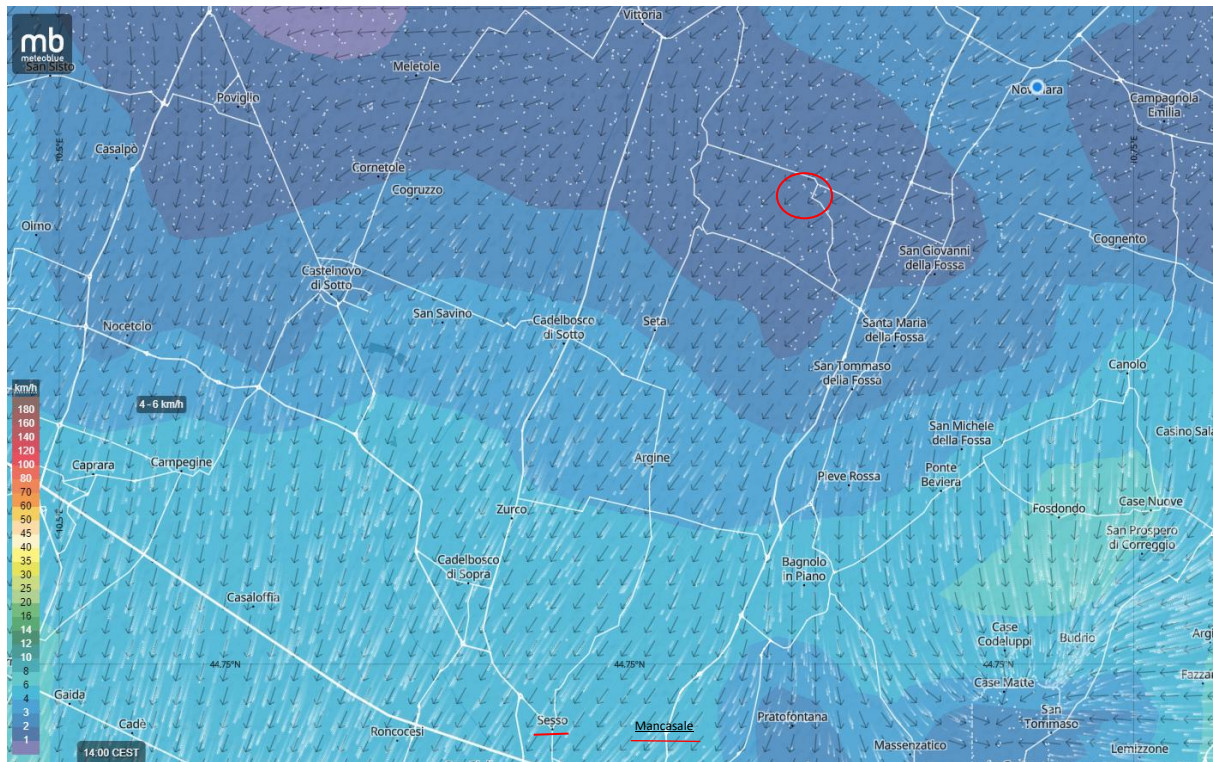 mb
meteoblue
San Sisto
Vittoria
Meletole
Poviglio
Campagnola
Emilia
Casalpò
10.5°E
10.75°E
Cornetole
Cogruzzo
Olmo
Cognento
San Giovanni
della Fossa
Castelnovo
di Sotto
San Savino
Cadelbosco
di Sotto
Seta
Santa Maria
della Fossa
Nocetolo
San Tommaso
della Fossa
Canolo
km/h
4 - 6 km/h
180
160
140
120
100
80
70
60
50
45
40
35
30
25
20
16
14
12
10
8
6
4
3
2
1
San Michele
della Fossa
Casino Sala
Caprara
Campegine
Argine
Pieve Rossa
Ponte
Beviera
Zurco
Fosdondo
Case Nuove
10.5°E
San Prospero
di Correggio
Cadelbosco
di Sopra
Bagnolo
in Piano
Casaloffia
Case
Codeluppi
Budrio
44.75°N
44.75°N
44.75°N
Case Matte
Gaida
Cadè
Roncocesi
Sesso
Mancasale
Pratofontana
San
Tommaso
Massenzatico
Lemizzone
14:00 CEST